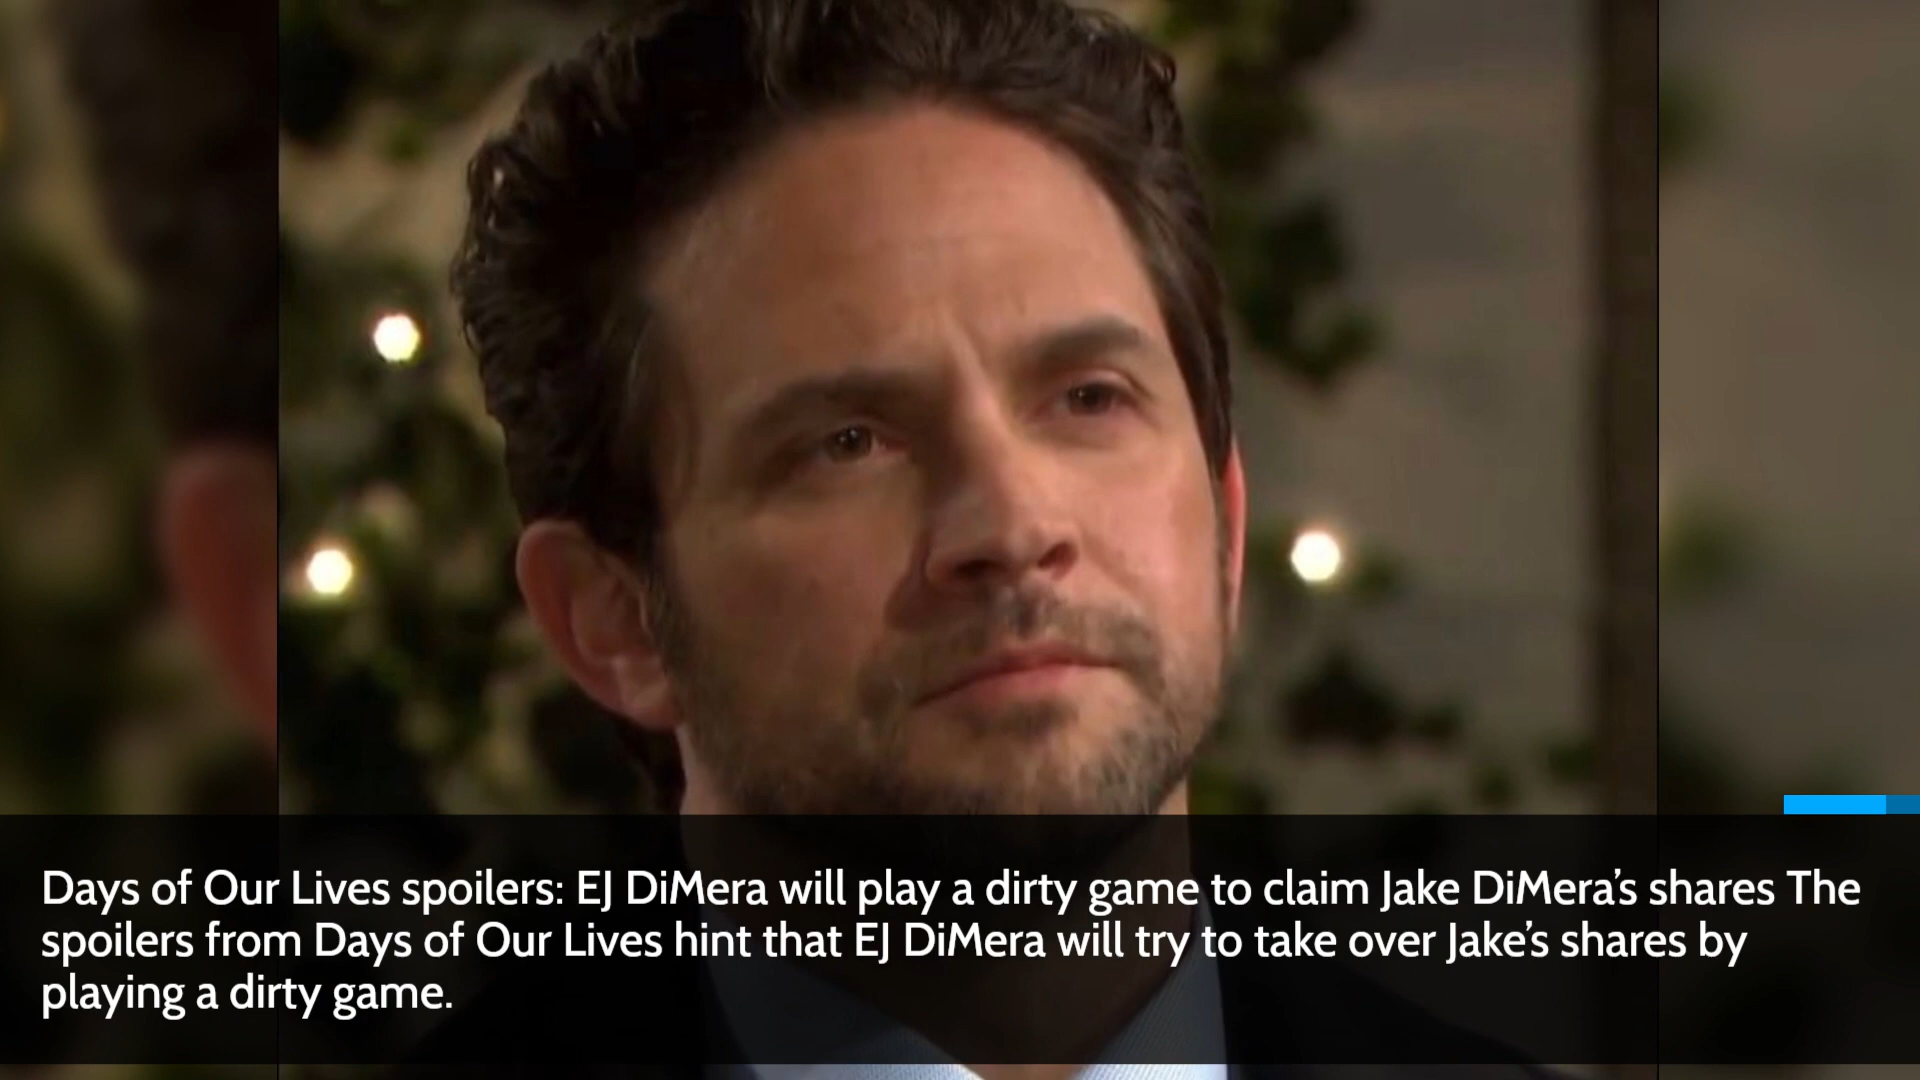 Days of Our Lives spoilers: EJ DiMera will play a dirty game to claim Jake DiMera's shares The
spoilers from Days of Our Lives hint that EJ DiMera will try to take over Jake's shares by
playing a dirty game.